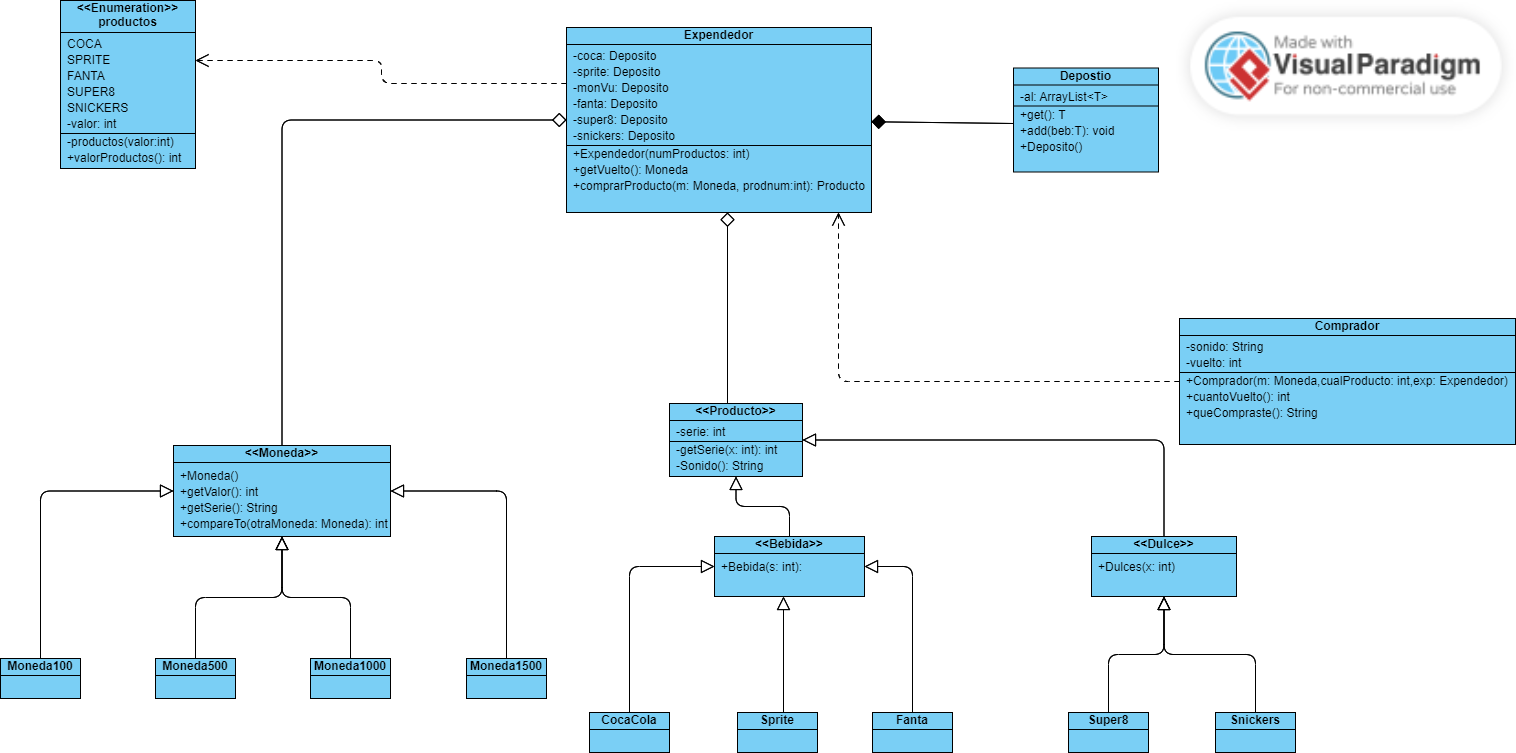 <<Enumeration>>
productos
COCA
SPRITE
FANTA
SUPER8
SNICKERS
-valor: int
-productos(valor:int)
+valorProductos(): int
Expendedor
-coca: Deposito
-sprite: Deposito
-monVu: Deposito
-fanta: Deposito
-super8: Deposito
-snickers: Deposito
+Expendedor(numProductos: int)
+getVuelto(): Moneda
+comprarProducto(m: Moneda, prodnum:int): Producto
Depostio
-al: ArrayList<T>
+get(): T
+add(beb:T): void
+Deposito()
Made with
VisualParadigm
For non-commercial use
Comprador
-sonido: String
-vuelto: int
+Comprador(m: Moneda,cualProducto: int,exp: Expendedor)
+cuantoVuelto(): int
+queCompraste(): String
<<Producto>>
-serie: int
-getSerie(x: int): int
-Sonido(): String
<<Moneda>>
+Moneda()
+getValor(): int
+getSerie(): String
+compareTo(otraMoneda: Moneda): int
<<Bebida>>
+Bebida(s: int):
<<Dulce>>
+Dulces(x: int)
Moneda100
Moneda500
Moneda1000
Moneda1500
CocaCola
Sprite
Fanta
Super8
Snickers